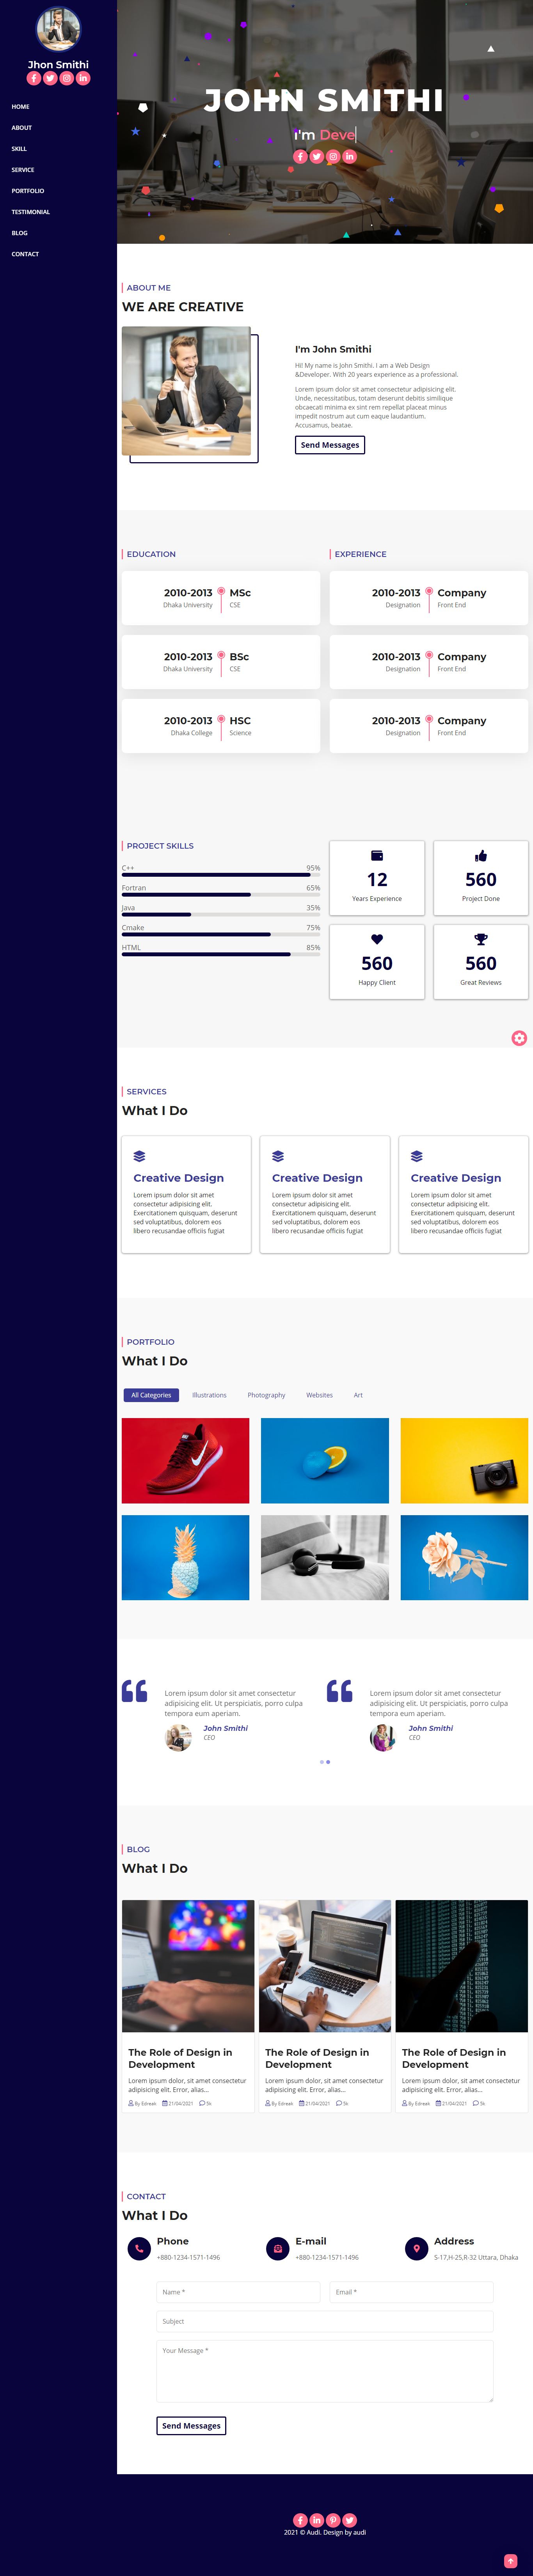 Jhon Smithi
HOME
ABOUT
SKILL
SERVICE
PORTFOLIO
TESTIMONIAL
BLOG
CONTACT
JOHN SMITHI
I'm Deve
ABOUT ME
WE ARE CREATIVE
I'm John Smithi
Hi! My name is John Smithi. I am a Web Design
&Developer. With 20 years experience as a professional.
Lorem ipsum dolor sit amet consectetur adipisicing elit.
Unde, necessitatibus, totam deserunt debitis similique
obcaecati minima ex sint rem repellat placeat minus
impedit nostrum aut cum eaque laudantium.
Accusamus, beatae.
Send Messages
EDUCATION
2010-2013 MSc
Dhaka University CSE
2010-2013 BSc
Dhaka University CSE
2010-2013 HSC
Dhaka College Science
EXPERIENCE
2010-2013 Company
Designation Front End
2010-2013 Company
Designation Front End
2010-2013 Company
Designation Front End
PROJECT SKILLS
C++ 95%
Fortran 65%
Java 35%
Cmake 75%
HTML 85%
12
Years Experience
560
Project Done
560
Happy Client
560
Great Reviews
SERVICES
What I Do
Creative Design
Lorem ipsum dolor sit amet
consectetur adipisicing elit.
Exercitationem quisquam, deserunt
sed voluptatibus, dolorem eos
libero recusandae officiis fugiat
Creative Design
Lorem ipsum dolor sit amet
consectetur adipisicing elit.
Exercitationem quisquam, deserunt
sed voluptatibus, dolorem eos
libero recusandae officiis fugiat
Creative Design
Lorem ipsum dolor sit amet
consectetur adipisicing elit.
Exercitationem quisquam, deserunt
sed voluptatibus, dolorem eos
libero recusandae officiis fugiat
PORTFOLIO
What I Do
All Categories Illustrations Photography Websites Art
Lorem ipsum dolor sit amet consectetur
adipisicing elit. Ut perspiciatis, porro culpa
tempora eum aperiam.
John Smithi
CEO
Lorem ipsum dolor sit amet consectetur
adipisicing elit. Ut perspiciatis, porro culpa
tempora eum aperiam.
John Smithi
CEO
BLOG
What I Do
The Role of Design in
Development
Lorem ipsum dolor, sit amet consectetur
adipisicing elit. Error, alias...
By Edreak 21/04/2021 5k
The Role of Design in
Development
Lorem ipsum dolor, sit amet consectetur
adipisicing elit. Error, alias...
By Edreak 21/04/2021 5k
The Role of Design in
Development
Lorem ipsum dolor, sit amet consectetur
adipisicing elit. Error, alias...
By Edreak 21/04/2021 5k
CONTACT
What I Do
Phone
+880-1234-1571-1496
E-mail
+880-1234-1571-1496
Address
S-17,H-25,R-32 Uttara, Dhaka
Name *
Email *
Subject
Your Message *
Send Messages
2021 © Audi. Design by audi